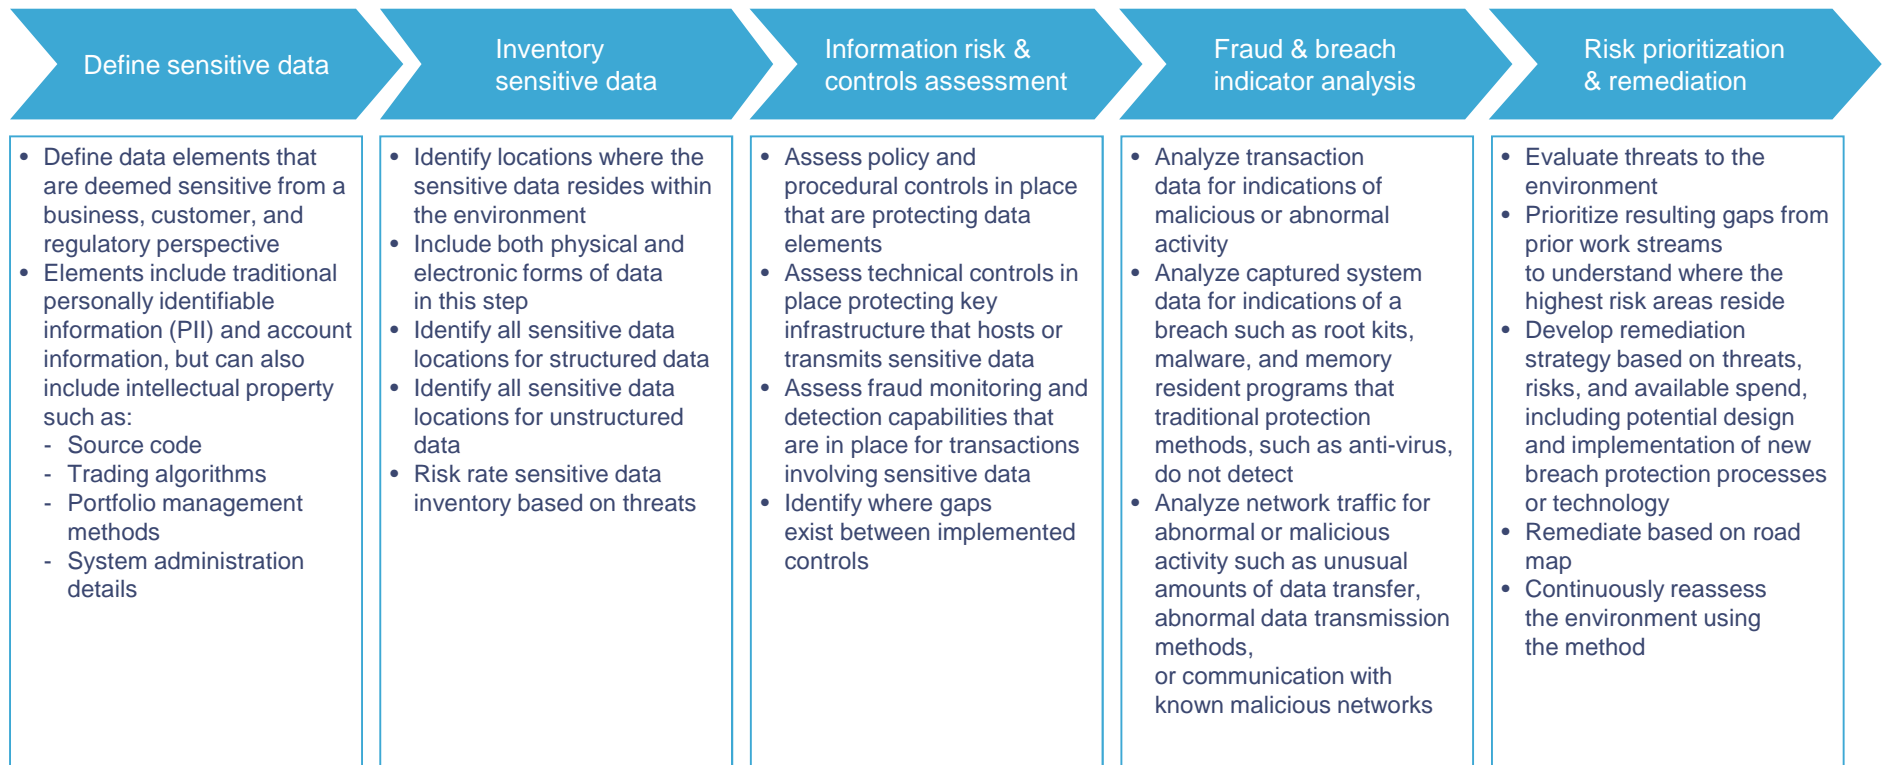 Define sensitive data
Inventory
sensitive data
Information risk &
controls assessment
Fraud & breach
indicator analysis
Risk prioritization
& remediation
• Define data elements that
are deemed sensitive from a
business, customer, and
regulatory perspective
• Elements include traditional
personally identifiable
information (PII) and account
information, but can also
include intellectual property
such as:
- Source code
- Trading algorithms
- Portfolio management
methods
- System administration
details
• Identify locations where the
sensitive data resides within
the environment
• Include both physical and
electronic forms of data
in this step
• Identify all sensitive data
locations for structured data
• Identify all sensitive data
locations for unstructured
data
• Risk rate sensitive data
inventory based on threats
• Assess policy and
procedural controls in place
that are protecting data
elements
• Assess technical controls in
place protecting key
infrastructure that hosts or
transmits sensitive data
• Assess fraud monitoring and
detection capabilities that
are in place for transactions
involving sensitive data
• Identify where gaps
exist between implemented
controls
• Analyze transaction
data for indications of
malicious or abnormal
activity
• Analyze captured system
data for indications of a
breach such as root kits,
malware, and memory
resident programs that
traditional protection
methods, such as anti-virus,
do not detect
• Analyze network traffic for
abnormal or malicious
activity such as unusual
amounts of data transfer,
abnormal data transmission
methods,
or communication with
known malicious networks
• Evaluate threats to the
environment
• Prioritize resulting gaps from
prior work streams
to understand where the
highest risk areas reside
• Develop remediation
strategy based on threats,
risks, and available spend,
including potential design
and implementation of new
breach protection processes
or technology
• Remediate based on road
map
• Continuously reassess
the environment using
the method